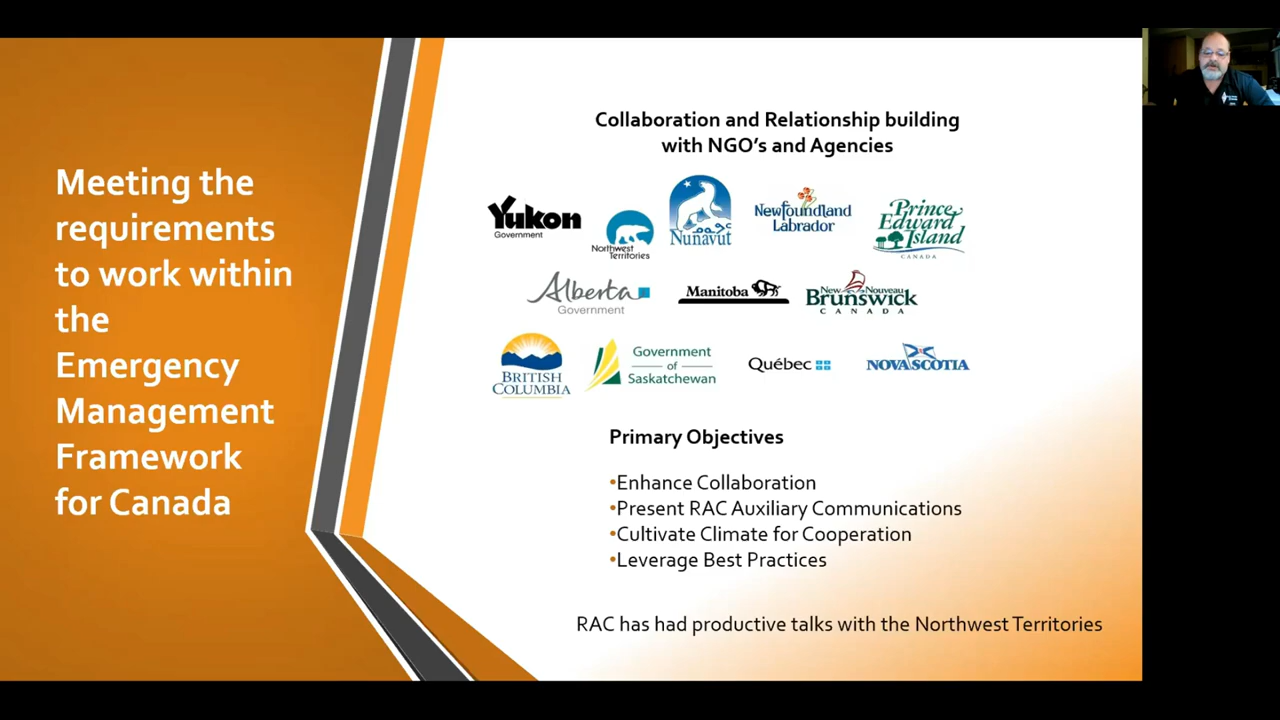 Meeting the
requirements
to work within
the
Emergency
Management
Framework
for Canada
Collaboration and Relationship building
with NGO's and Agencies
Yukon
Government
Northwest
Territories
Nunavut
Newfoundland
Labrador
Prince
Edward
Island
CANADA
Alberta
Government
Manitoba
New Nouveau
Brunswick
CANADA
BRITISH
COLUMBIA
Government
of
Saskatchewan
Québec
NOVA SCOTIA
Primary Objectives
•Enhance Collaboration
•Present RAC Auxiliary Communications
•Cultivate Climate for Cooperation
•Leverage Best Practices
RAC has had productive talks with the Northwest Territories